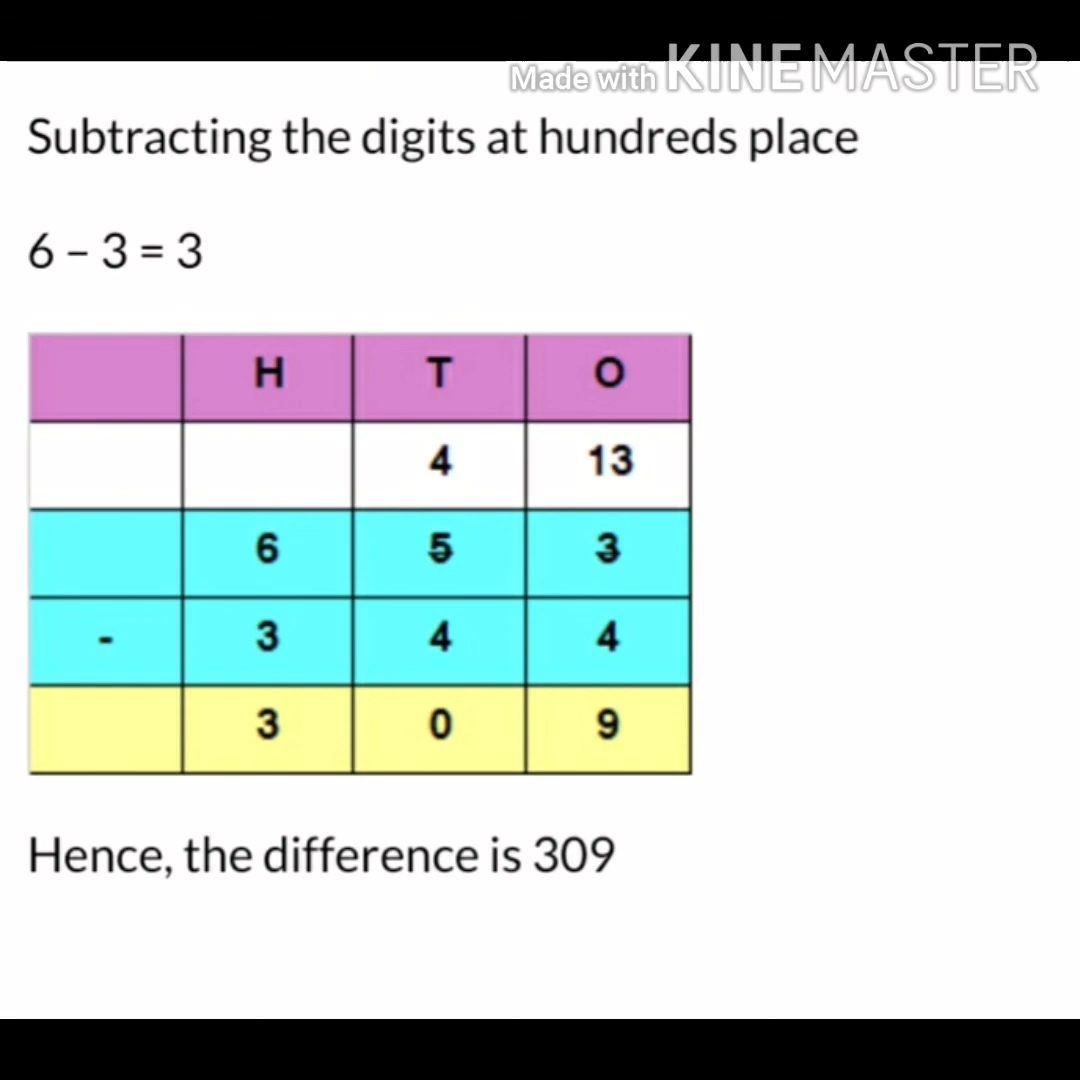 Made with KINEMASTER
Subtracting the digits at hundreds place
6 – 3 = 3
H T O
4 13
6 5 3
- 3 4 4
3 0 9
Hence, the difference is 309